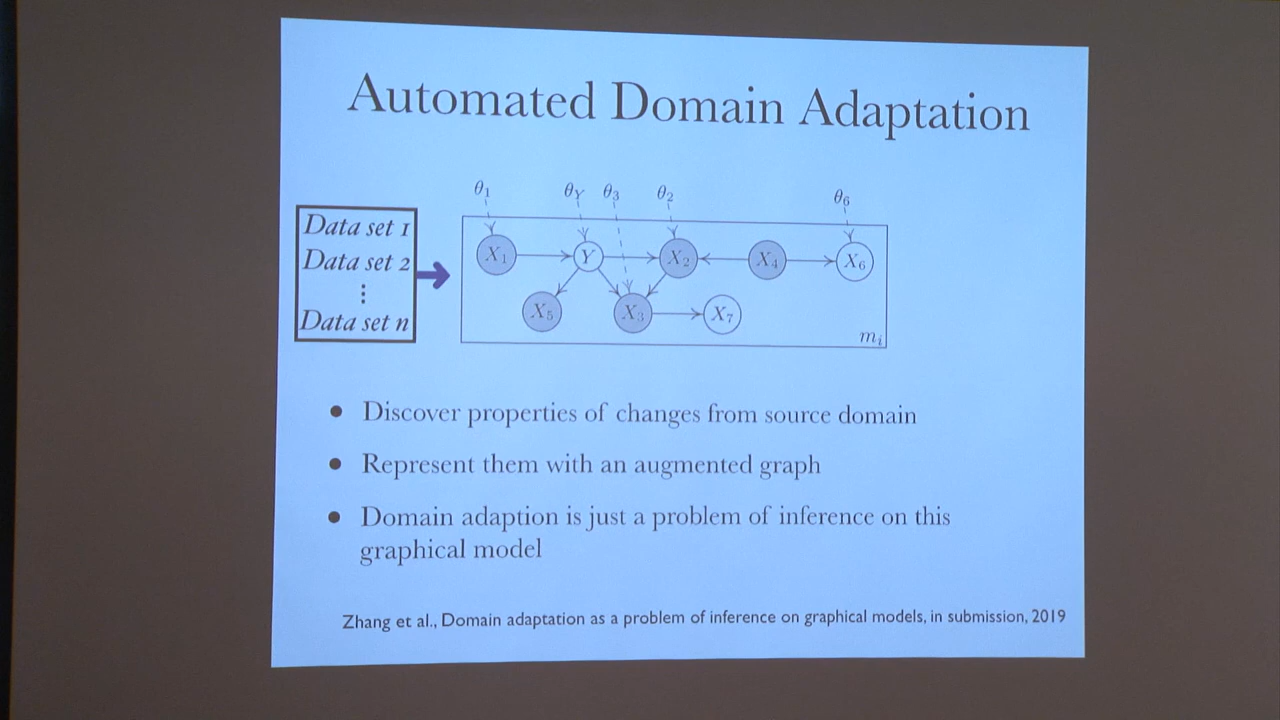 Automated Domain Adaptation
θ₁ θ_Y θ₃ θ₂ θ₆
Data set 1
Data set 2
⋮
Data set n
X₁ Y X₂ X₄ X₆
X₅ X₃ X₇
mᵢ
• Discover properties of changes from source domain
• Represent them with an augmented graph
• Domain adaption is just a problem of inference on this
graphical model
Zhang et al., Domain adaptation as a problem of inference on graphical models, in submission, 2019